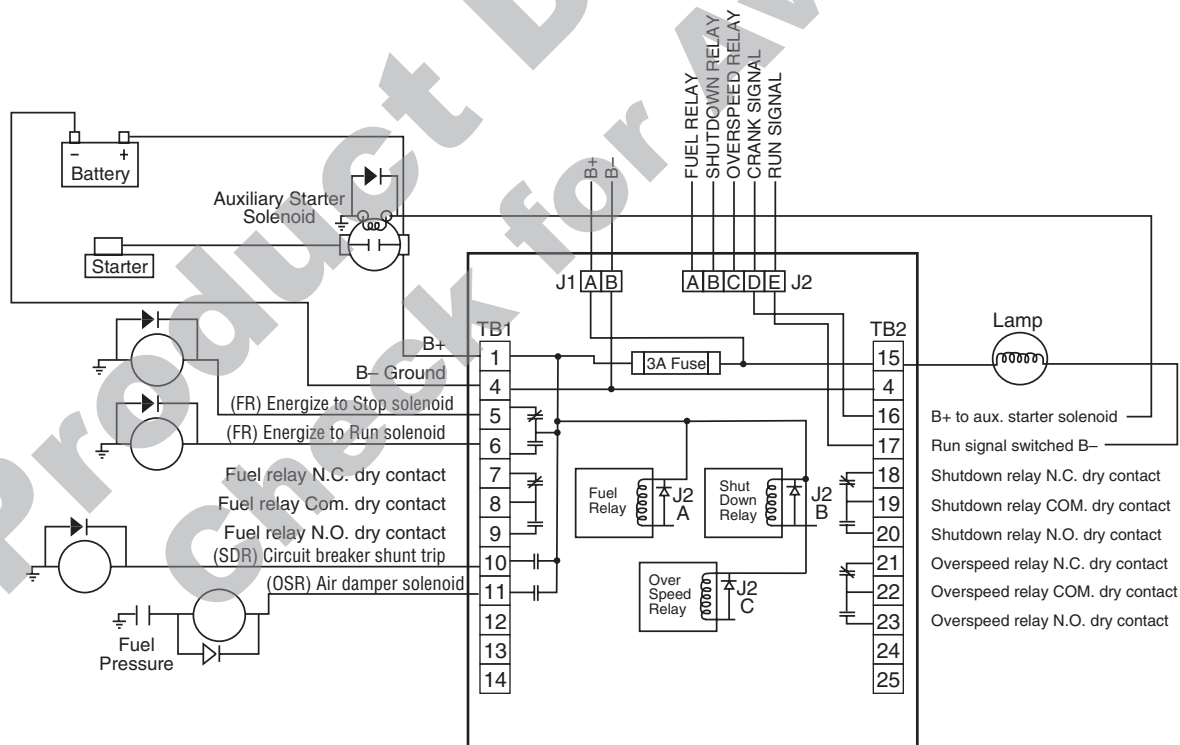 Product D
Check for Av
FUEL RELAY
SHUTDOWN RELAY
OVERSPEED RELAY
CRANK SIGNAL
RUN SIGNAL
B+
B–
– +
Battery
Auxiliary Starter
Solenoid
Starter
J1 A B
A B C D E J2
TB1
TB2
Lamp
B+
1
3A Fuse
15
B– Ground
4
4
(FR) Energize to Stop solenoid
5
16
B+ to aux. starter solenoid
(FR) Energize to Run solenoid
6
17
Run signal switched B–
Fuel relay N.C. dry contact
7
18
Shutdown relay N.C. dry contact
Fuel relay Com. dry contact
8
19
Shutdown relay COM. dry contact
Fuel relay N.O. dry contact
9
20
Shutdown relay N.O. dry contact
Fuel
Relay
J2
A
Shut
Down
Relay
J2
B
(SDR) Circuit breaker shunt trip
10
21
Overspeed relay N.C. dry contact
(OSR) Air damper solenoid
11
22
Overspeed relay COM. dry contact
Over
Speed
Relay
J2
C
12
23
Overspeed relay N.O. dry contact
Fuel
Pressure
13
24
14
25